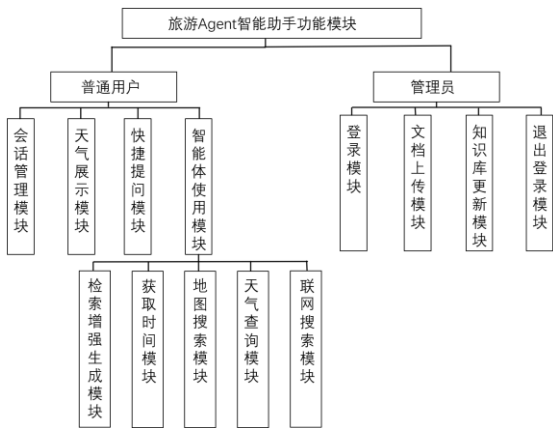 旅游Agent智能助手功能模块
普通用户
管理员
会话管理模块
天气展示模块
快捷提问模块
智能体使用模块
登录模块
文档上传模块
知识库更新模块
退出登录模块
检索增强生成模块
获取时间模块
地图搜索模块
天气查询模块
联网搜索模块